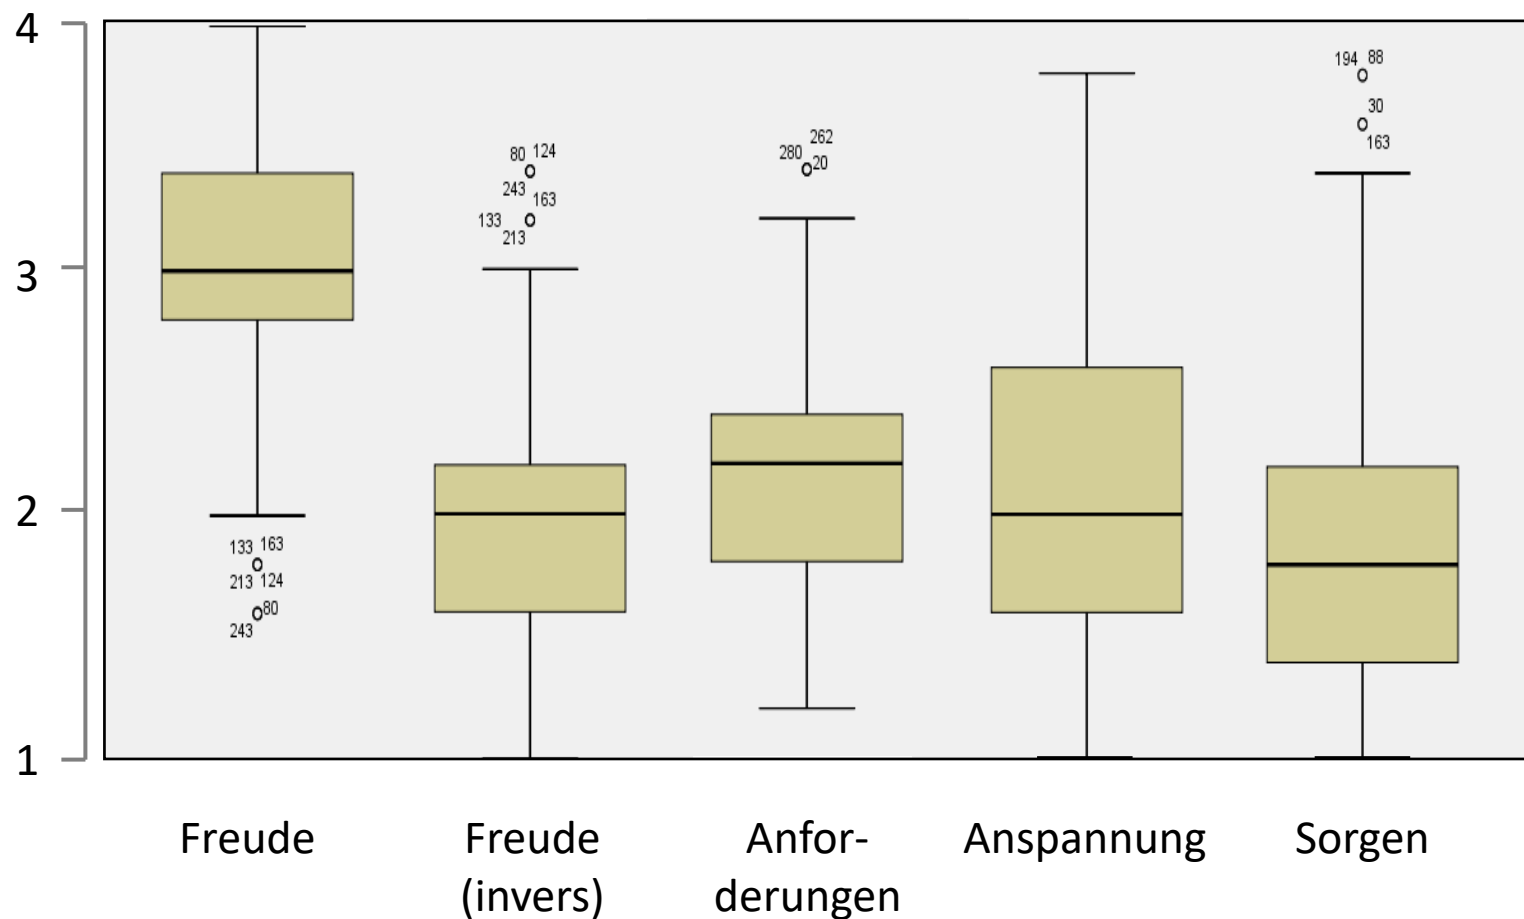 4
3
2
1
133 163
213 124
80
243
80 124
243
163
133
213
262
280 20
194 88
30
163
Freude
Freude
(invers)
Anfor-
derungen
Anspannung
Sorgen